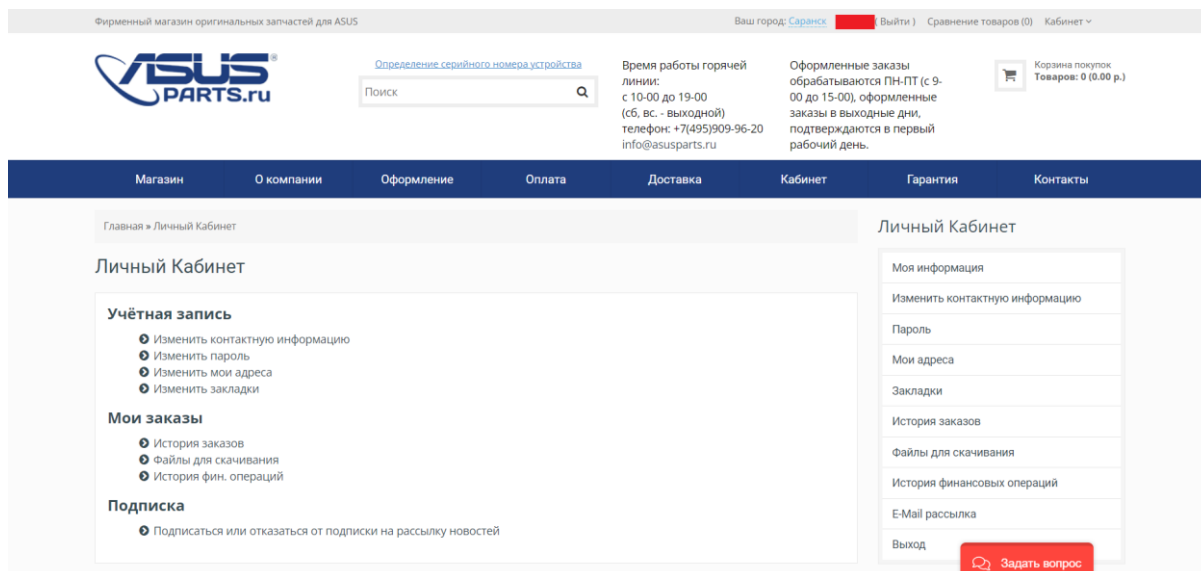 Фирменный магазин оригинальных запчастей для ASUS
Ваш город: Саранск ( Выйти ) Сравнение товаров (0) Кабинет
ASUS®
PARTS.ru
Определение серийного номера устройства
Поиск
Время работы горячей
линии:
с 10-00 до 19-00
(сб, вс. - выходной)
телефон: +7(495)909-96-20
info@asusparts.ru
Оформленные заказы
обрабатываются ПН-ПТ (с 9-
00 до 15-00), оформленные
заказы в выходные дни,
подтверждаются в первый
рабочий день.
Корзина покупок
Товаров: 0 (0.00 р.)
Магазин О компании Оформление Оплата Доставка Кабинет Гарантия Контакты
Главная » Личный Кабинет
Личный Кабинет
Учётная запись
Изменить контактную информацию
Изменить пароль
Изменить мои адреса
Изменить закладки
Мои заказы
История заказов
Файлы для скачивания
История фин. операций
Подписка
Подписаться или отказаться от подписки на рассылку новостей
Личный Кабинет
Моя информация
Изменить контактную информацию
Пароль
Мои адреса
Закладки
История заказов
Файлы для скачивания
История финансовых операций
E-Mail рассылка
Выход
Задать вопрос